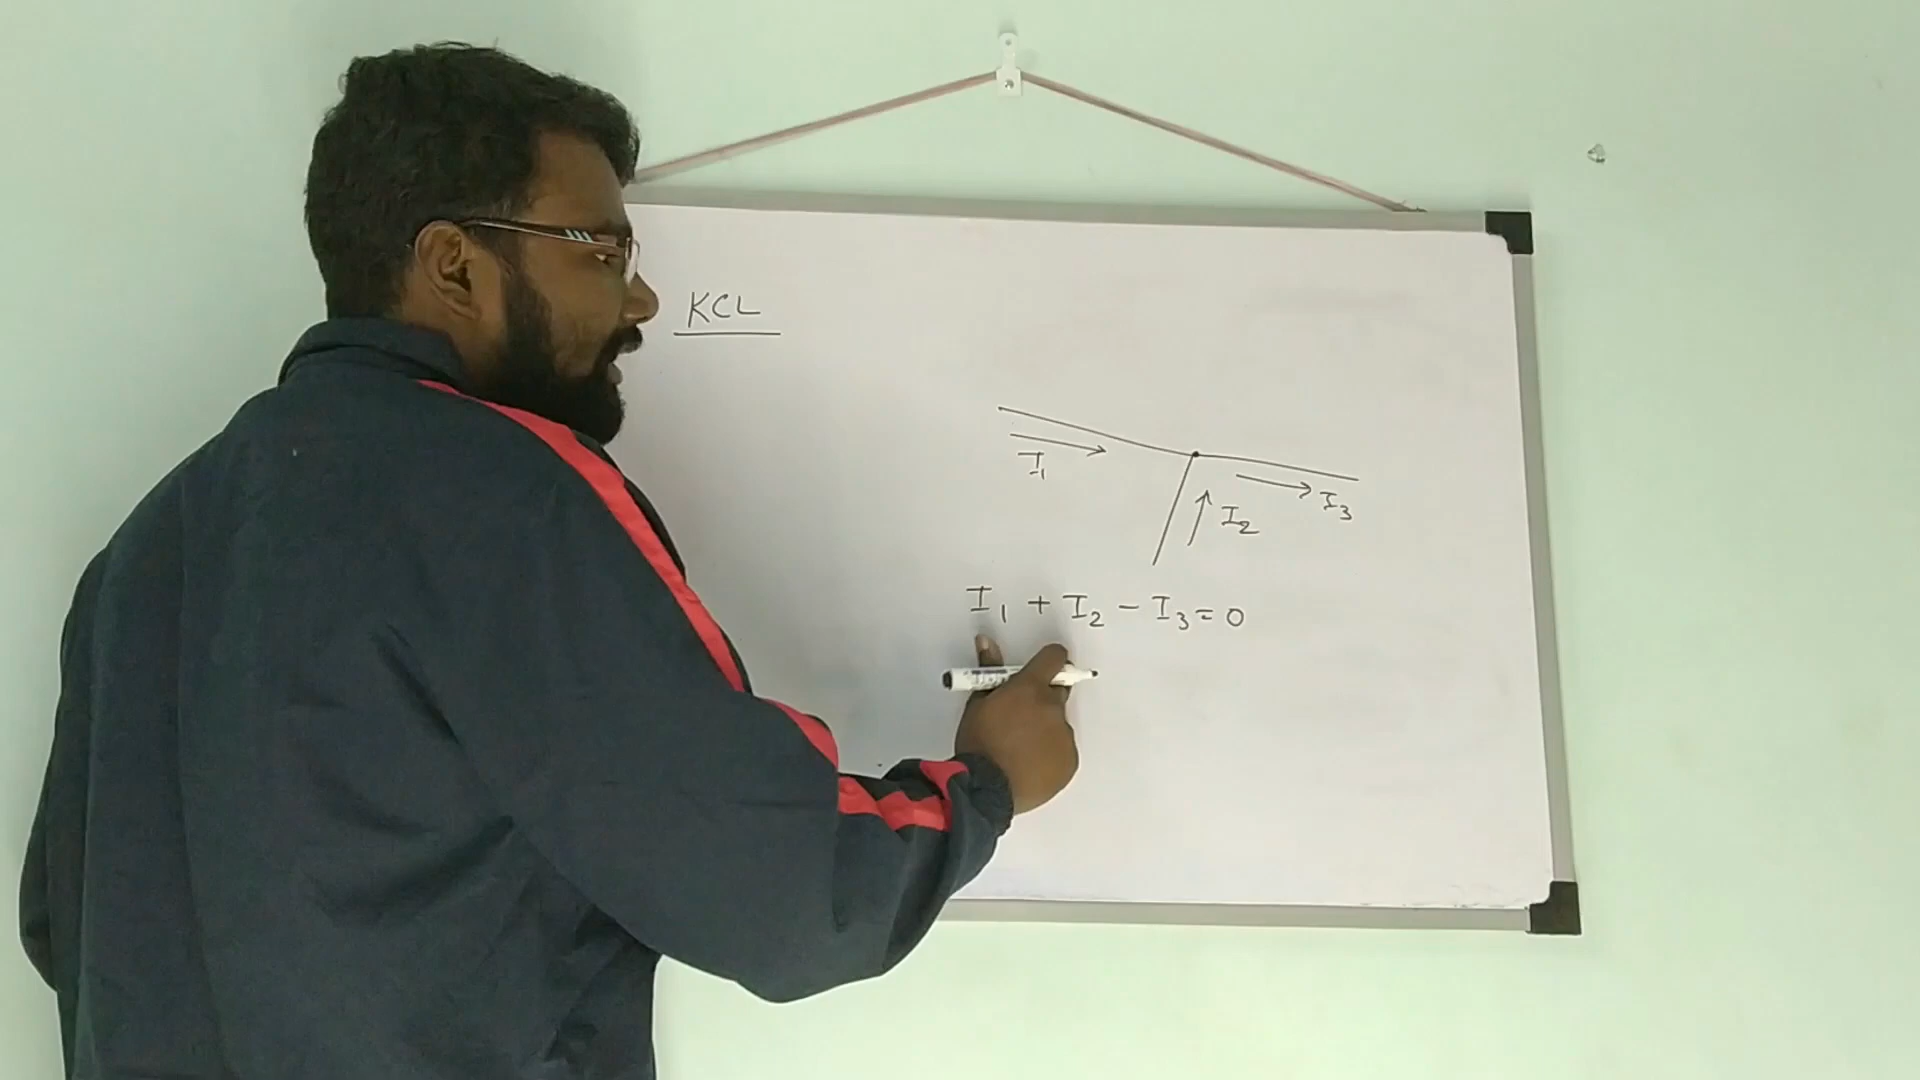 KCL
I₁
I₂
I₃
I₁ + I₂ - I₃ = 0